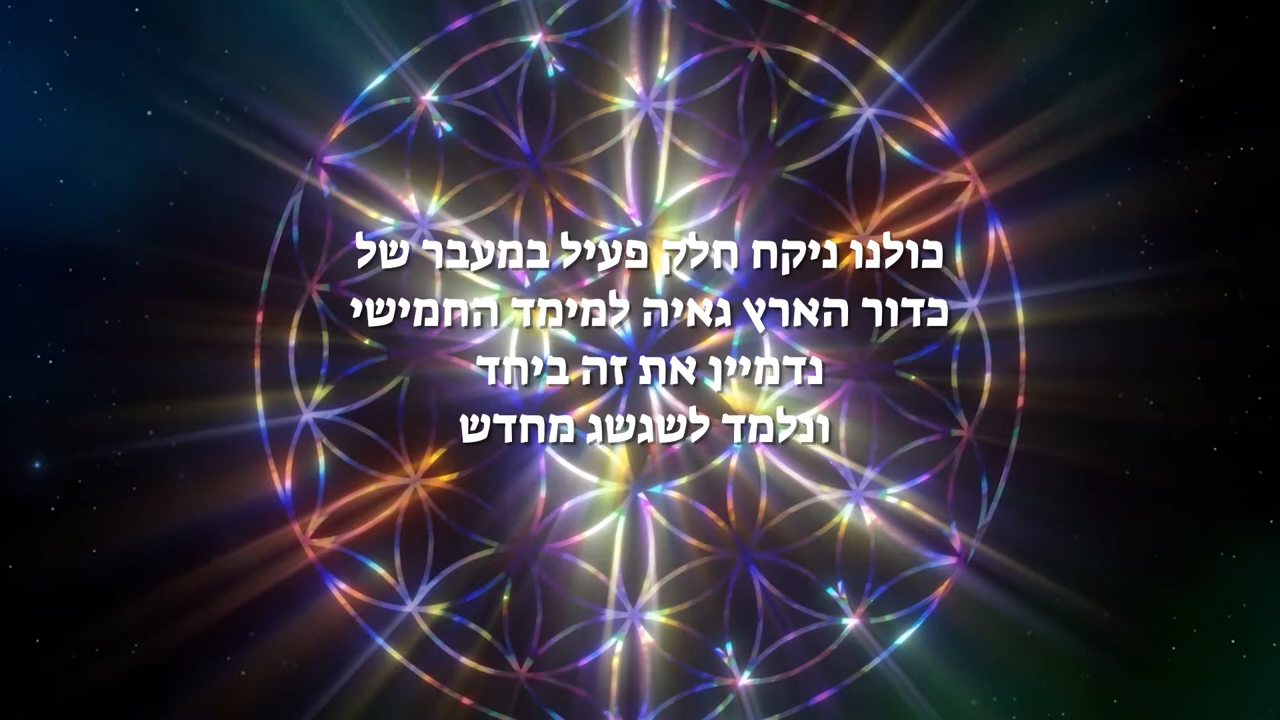 כולנו ניקח חלק פעיל במעבר של
כדור הארץ גאיה למימד החמישי
נדמיין את זה ביחד
ונלמד לשגשג מחדש